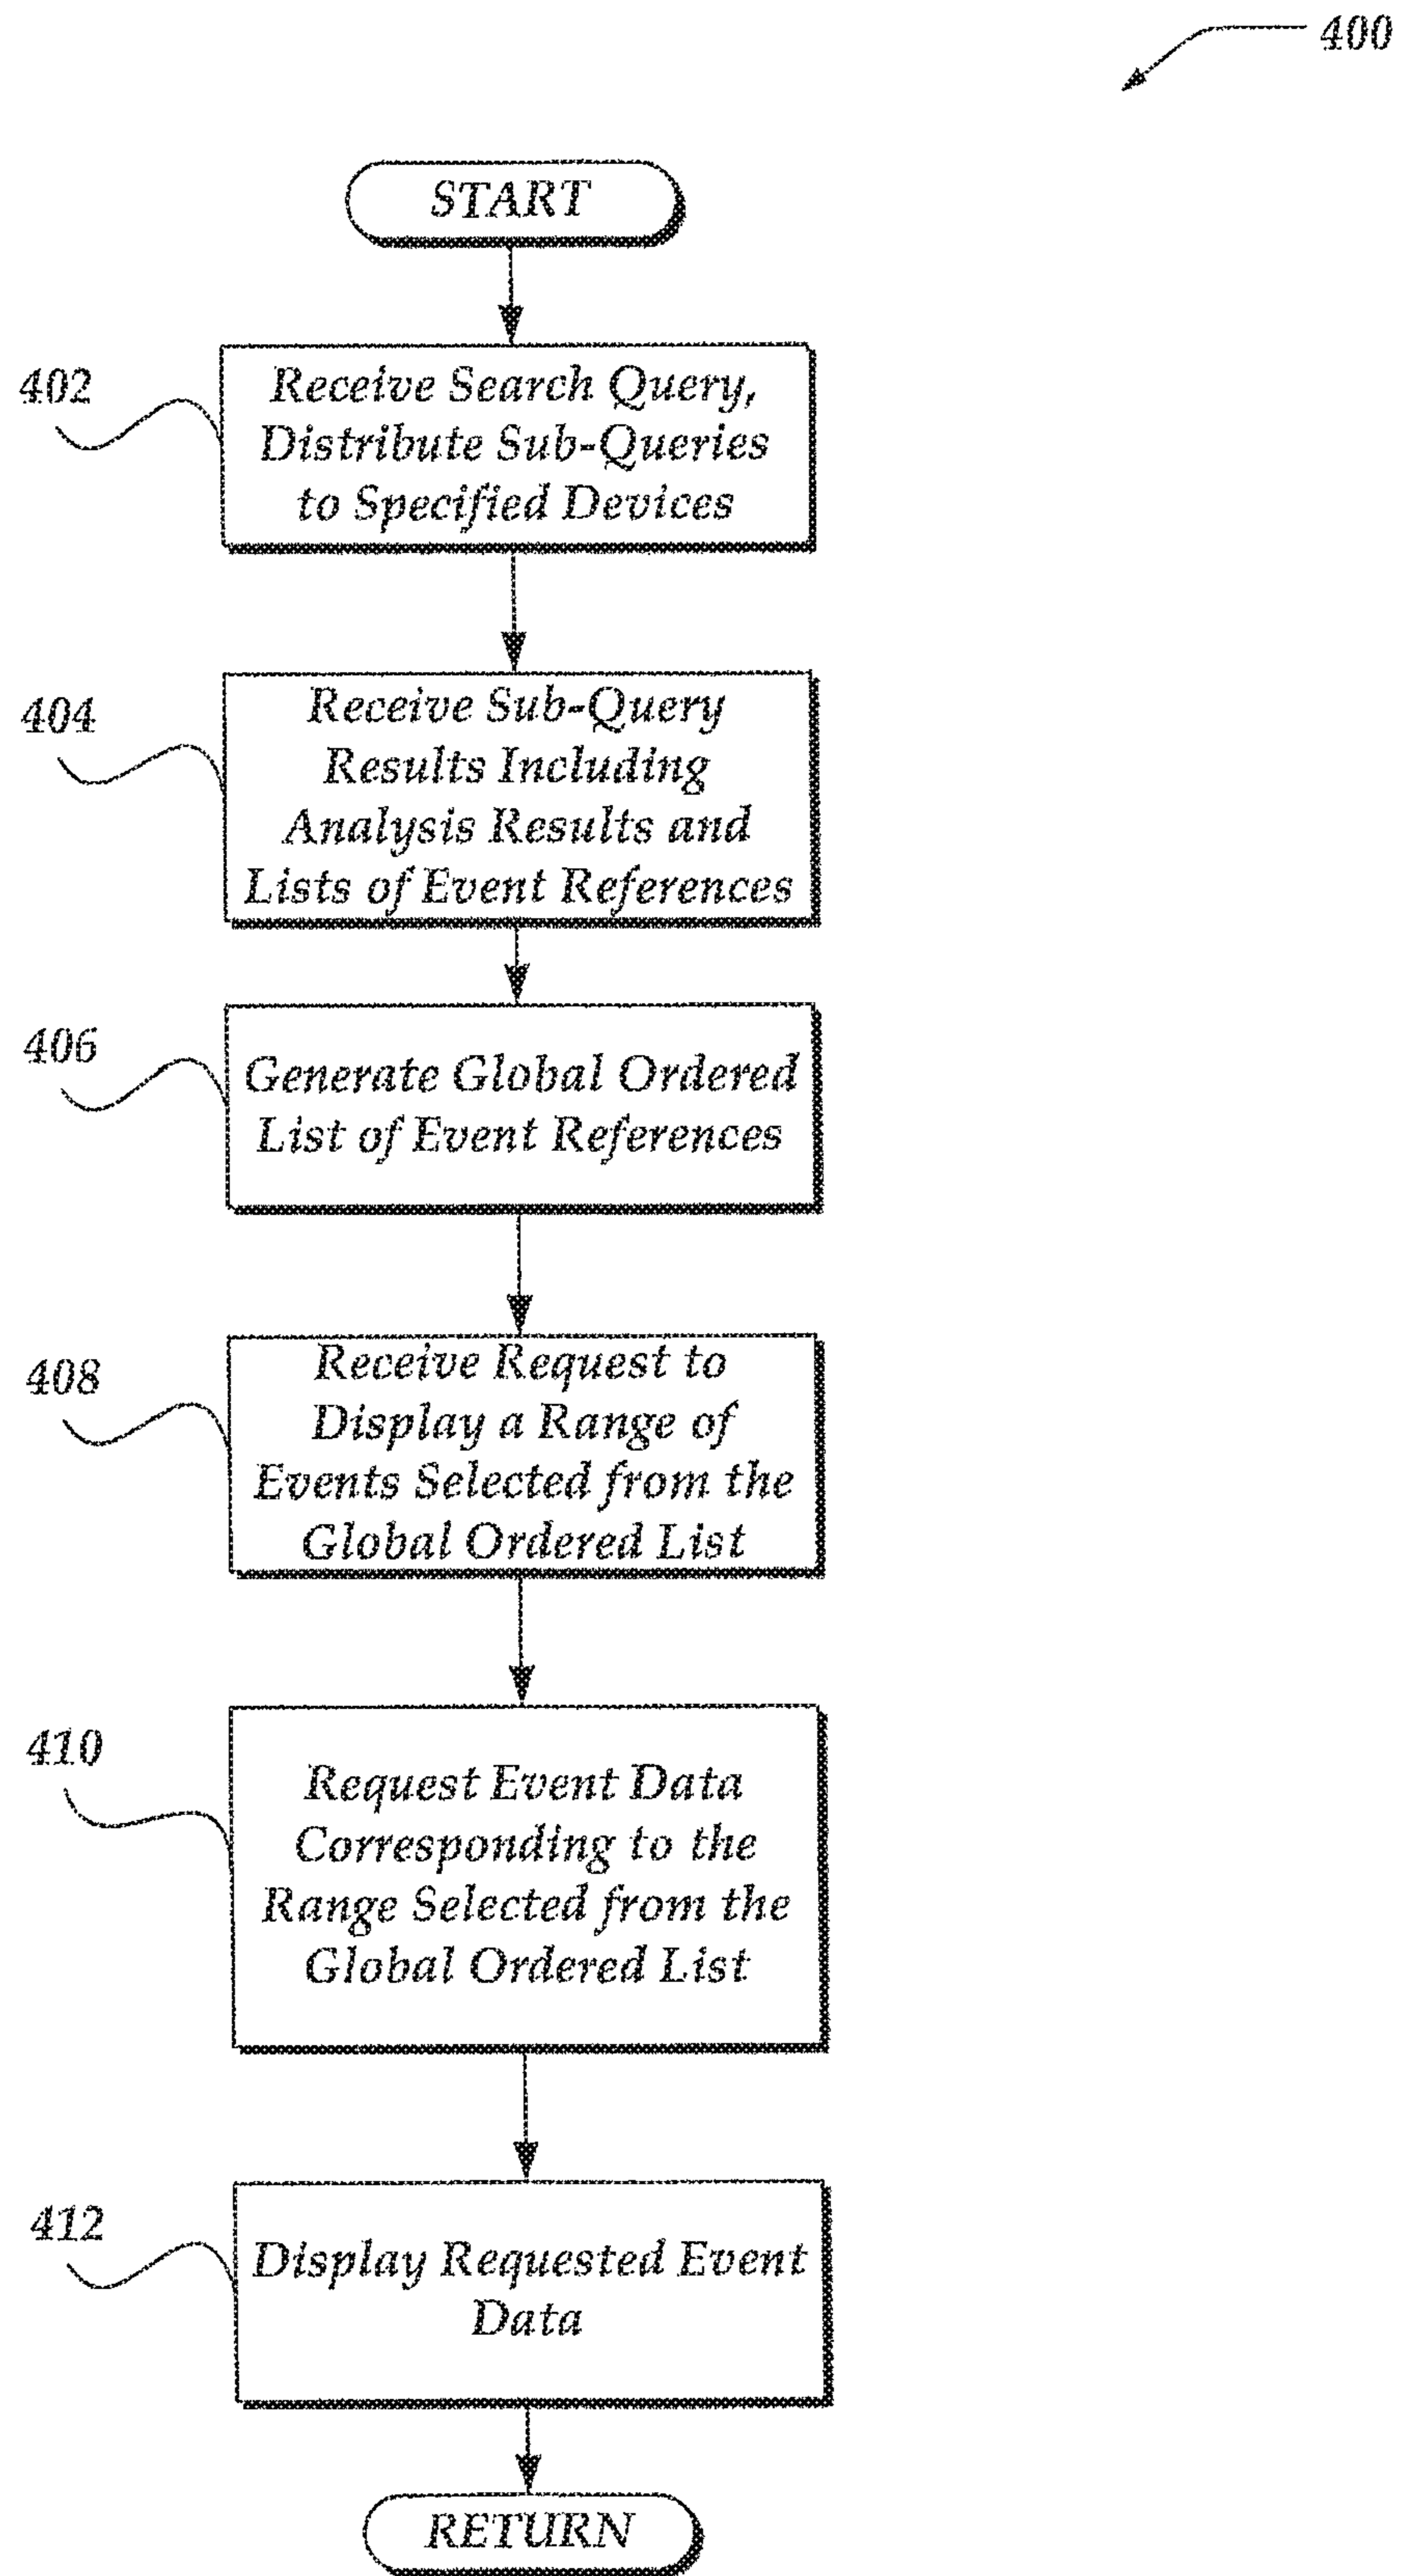 400
START
402
Receive Search Query,
Distribute Sub-Queries
to Specified Devices
404
Receive Sub-Query
Results Including
Analysis Results and
Lists of Event References
406
Generate Global Ordered
List of Event References
408
Receive Request to
Display a Range of
Events Selected from the
Global Ordered List
410
Request Event Data
Corresponding to the
Range Selected from the
Global Ordered List
412
Display Requested Event
Data
RETURN